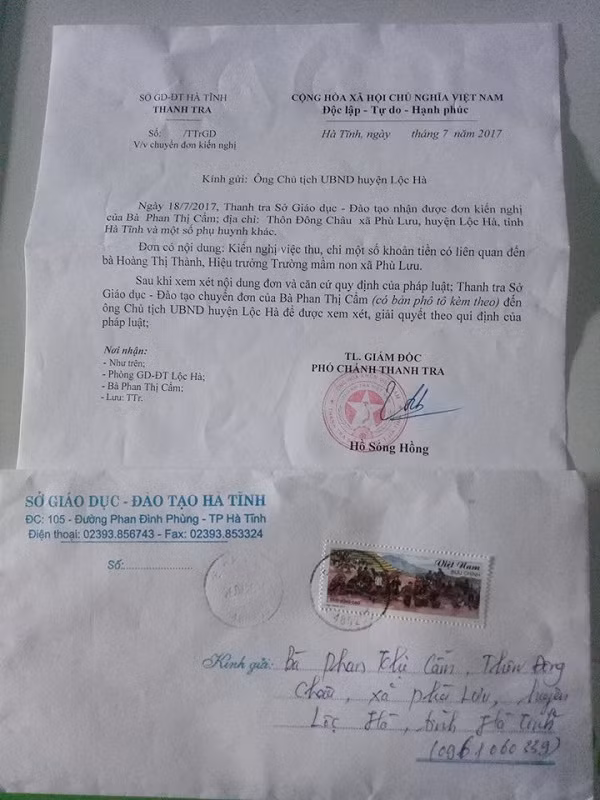 SỞ GD-ĐT HÀ TĨNH
THANH TRA
CỘNG HÒA XÃ HỘI CHỦ NGHĨA VIỆT NAM
Độc lập - Tự do - Hạnh phúc
Số: /TTrGD
V/v chuyển đơn kiến nghị
Hà Tĩnh, ngày tháng 7 năm 2017
Kính gửi: Ông Chủ tịch UBND huyện Lộc Hà
Ngày 18/7/2017, Thanh tra Sở Giáo dục - Đào tạo nhận được đơn kiến nghị
của Bà Phan Thị Cẩm; địa chỉ: Thôn Đông Châu xã Phù Lưu, huyện Lộc Hà, tỉnh
Hà Tĩnh và một số phụ huynh khác.
Đơn có nội dung: Kiến nghị việc thu, chi một số khoản tiền có liên quan đến
bà Hoàng Thị Thành, Hiệu trưởng Trường mầm non xã Phù Lưu.
Sau khi xem xét nội dung đơn và căn cứ quy định của pháp luật; Thanh tra Sở
Giáo dục - Đào tạo chuyển đơn của Bà Phan Thị Cẩm (có bản phô tô kèm theo) đến
ông Chủ tịch UBND huyện Lộc Hà để được xem xét, giải quyết theo qui định của
pháp luật;
Nơi nhận:
- Như trên;
- Phòng GD-ĐT Lộc Hà;
- Bà Phan Thị Cẩm;
- Lưu: TTr.
TL. GIÁM ĐỐC
PHÓ CHÁNH THANH TRA
Hồ Sông Hồng
SỞ GIÁO DỤC - ĐÀO TẠO HÀ TĨNH
ĐC: 105 - Đường Phan Đình Phùng - TP Hà Tĩnh
Điện thoại: 02393.856743 - Fax: 02393.853324
Số:
Việt Nam
BƯU CHÍNH
Kính gửi: Bà Phan Thị Cẩm, Thôn Đông
Châu, xã Phù Lưu, huyện
Lộc Hà, tỉnh Hà Tĩnh
(0961060239)